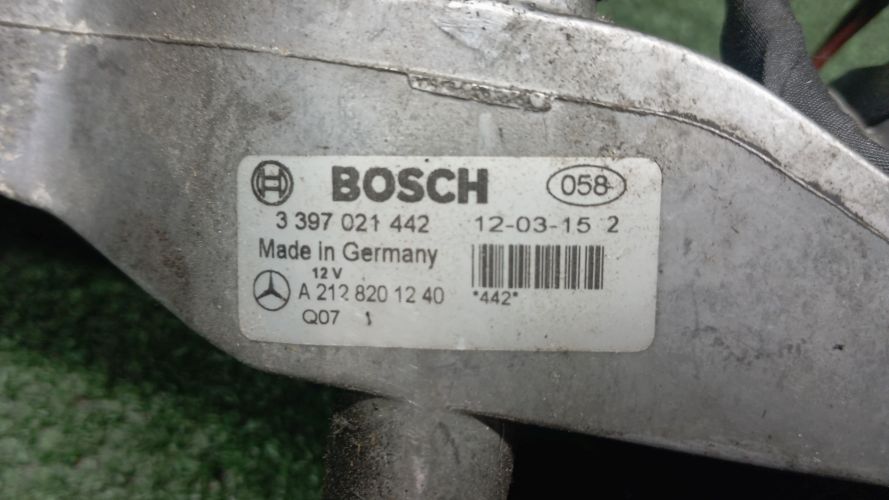 BOSCH 058
3 397 021 442 12-03-15 2
Made in Germany
12 V
A 212 820 12 40 *442*
Q07 1